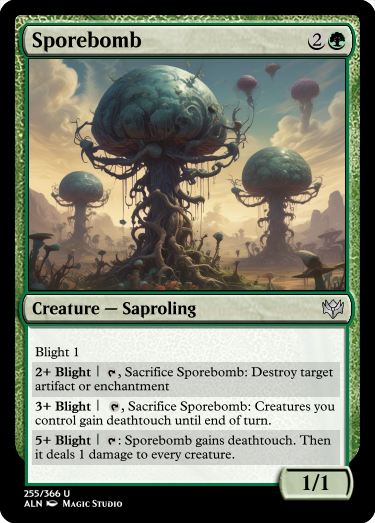 Sporebomb 2
Creature — Saproling
Blight 1
2+ Blight | , Sacrifice Sporebomb: Destroy target
artifact or enchantment
3+ Blight | , Sacrifice Sporebomb: Creatures you
control gain deathtouch until end of turn.
5+ Blight | : Sporebomb gains deathtouch. Then
it deals 1 damage to every creature.
1/1
255/366 U
ALN Magic Studio